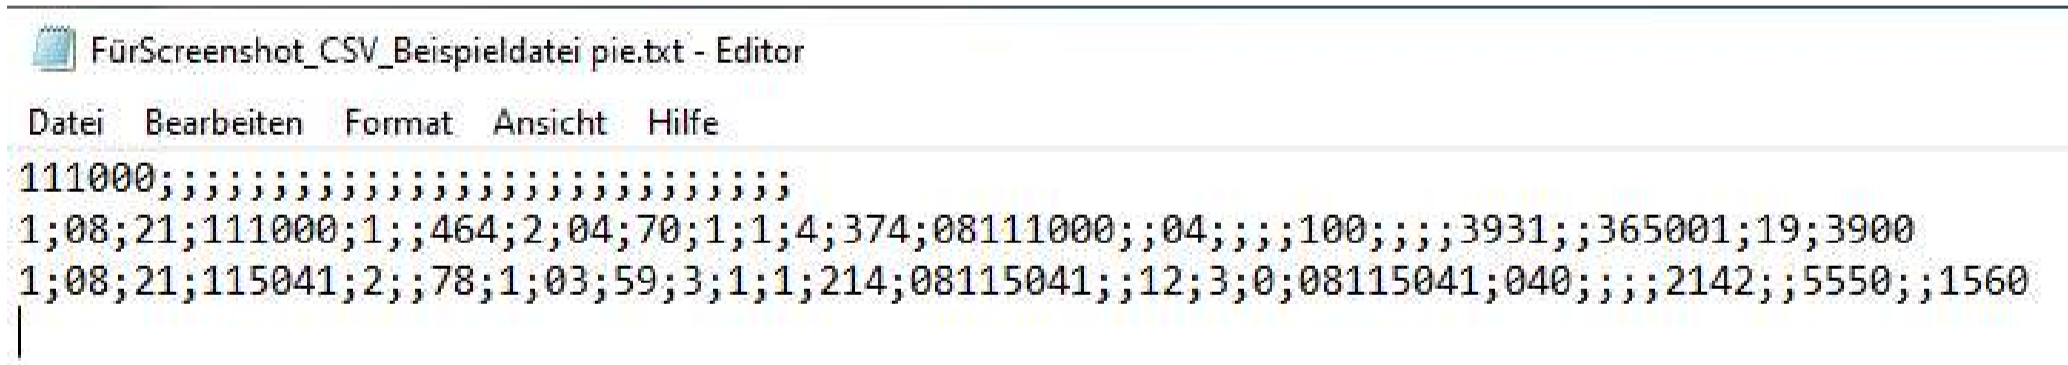 FürScreenshot_CSV_Beispieldatei pie.txt - Editor
Datei Bearbeiten Format Ansicht Hilfe
111000;;;;;;;;;;;;;;;;;;;;;;;;;;;;
1;08;21;111000;1;;464;2;04;70;1;1;4;374;08111000;;04;;;;100;;;;3931;;365001;19;3900
1;08;21;115041;2;;78;1;03;59;3;1;1;214;08115041;;12;3;0;08115041;040;;;;2142;;5550;;1560